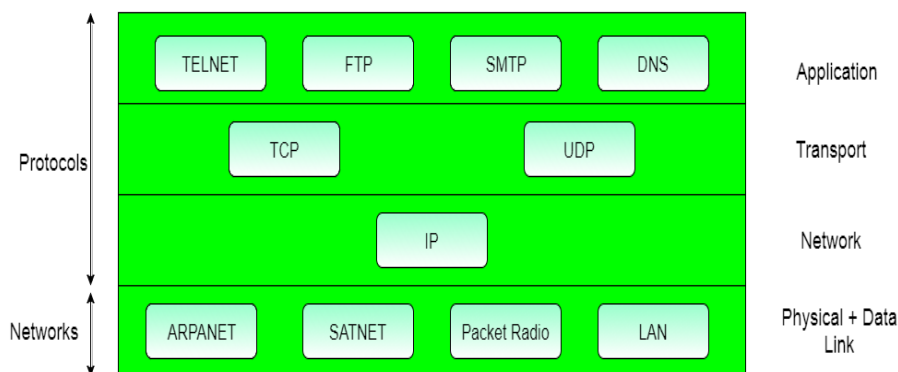 TELNET FTP SMTP DNS Application
Protocols
TCP UDP Transport
IP Network
Networks
ARPANET SATNET Packet Radio LAN Physical + Data
Link